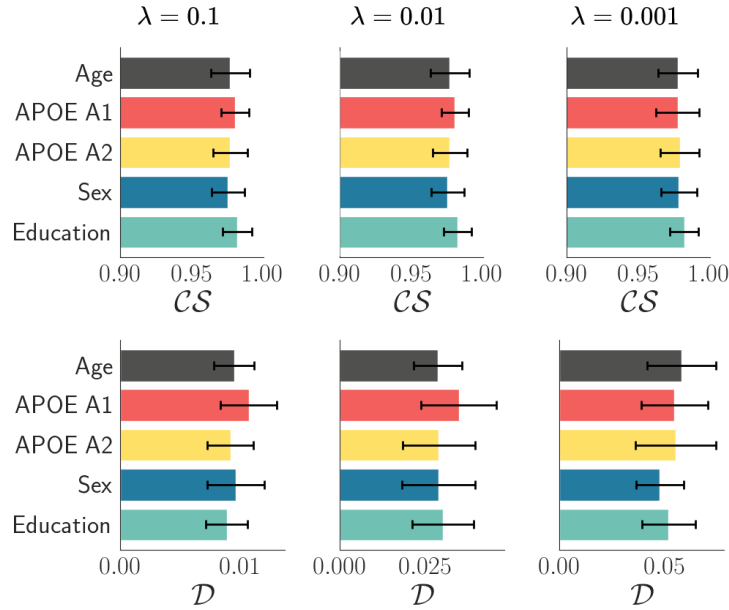 λ = 0.1 λ = 0.01 λ = 0.001
Age
APOE A1
APOE A2
Sex
Education
0.90 0.95 1.00 0.90 0.95 1.00 0.90 0.95 1.00
CS CS CS
Age
APOE A1
APOE A2
Sex
Education
0.00 0.01 0.000 0.025 0.00 0.05
D D D